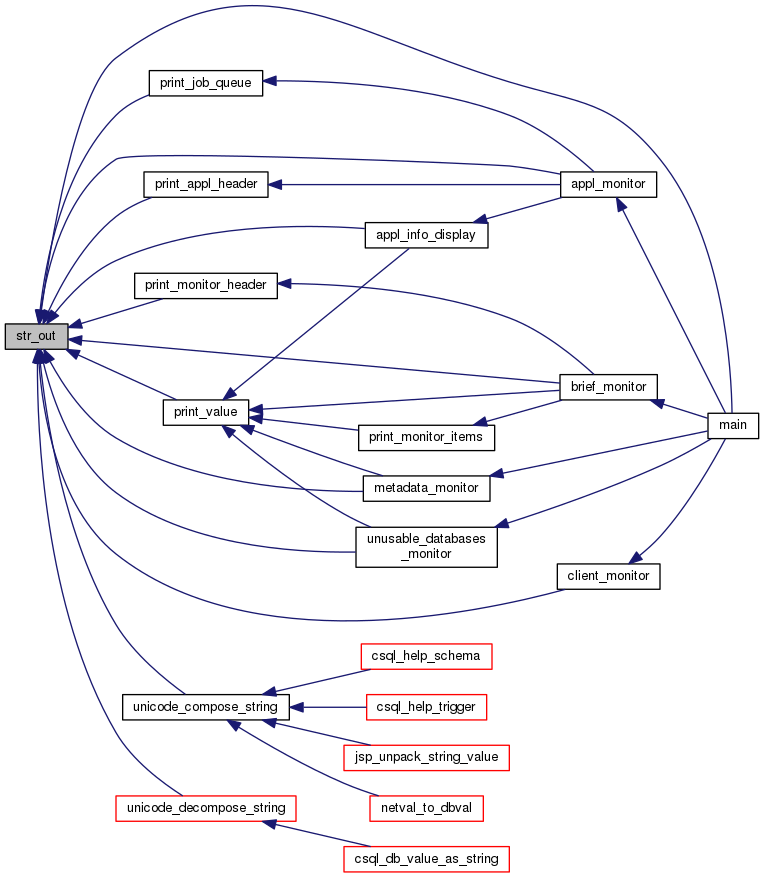 print_job_queue
print_appl_header
appl_monitor
appl_info_display
print_monitor_header
str_out
brief_monitor
print_value
main
print_monitor_items
metadata_monitor
unusable_databases
_monitor
client_monitor
csql_help_schema
unicode_compose_string
csql_help_trigger
jsp_unpack_string_value
unicode_decompose_string
netval_to_dbval
csql_db_value_as_string